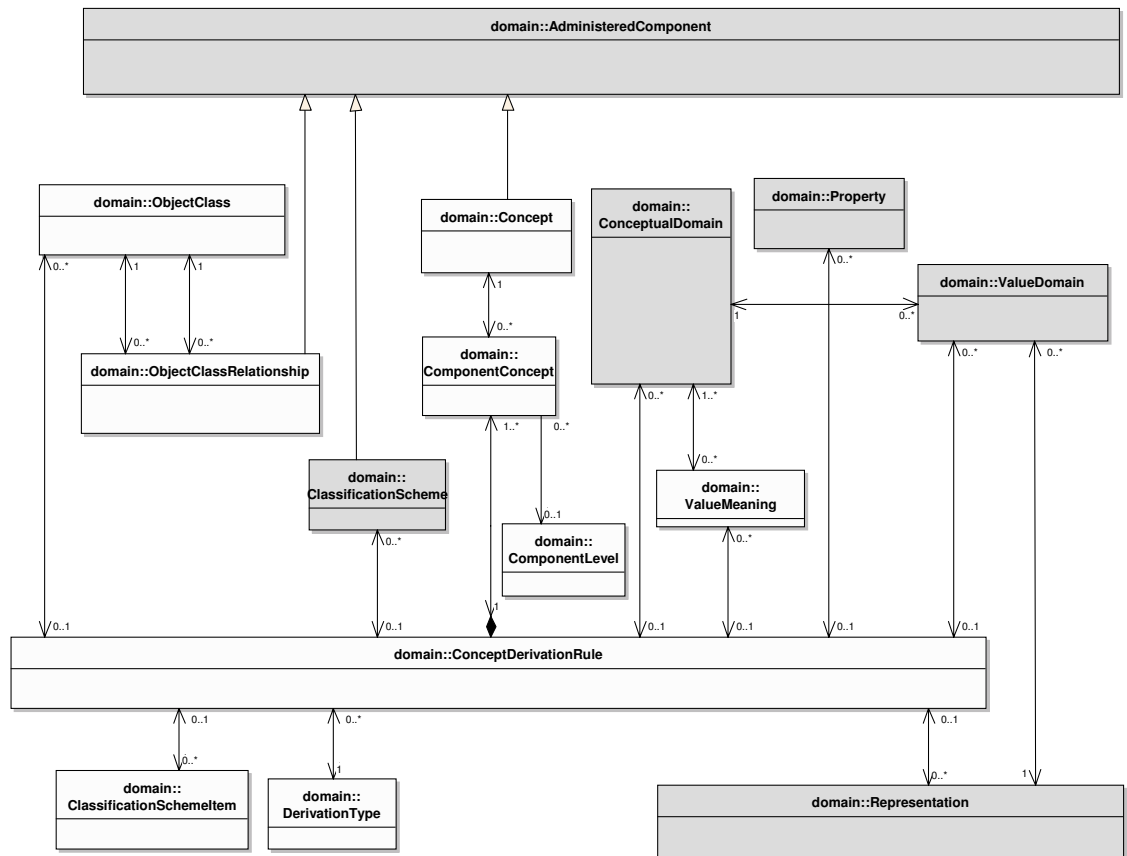 domain::AdministeredComponent
domain::ObjectClass
domain::Concept
domain::
ConceptualDomain
domain::Property
domain::ValueDomain
0..*
1
1
1
0..*
1
0..*
0..*
0..*
0..*
domain::ObjectClassRelationship
0..*
domain::
ComponentConcept
0..*
0..*
1..*
0..*
1..*
0..*
domain::
ClassificationScheme
0..*
domain::
ValueMeaning
0..1
0..*
0..*
domain::
ComponentLevel
1
0..1
0..1
0..1
0..1
0..1
0..1
domain::ConceptDerivationRule
0..1
0..*
0..1
0..*
1
0..*
1
domain::
ClassificationSchemeItem
domain::
DerivationType
domain::Representation